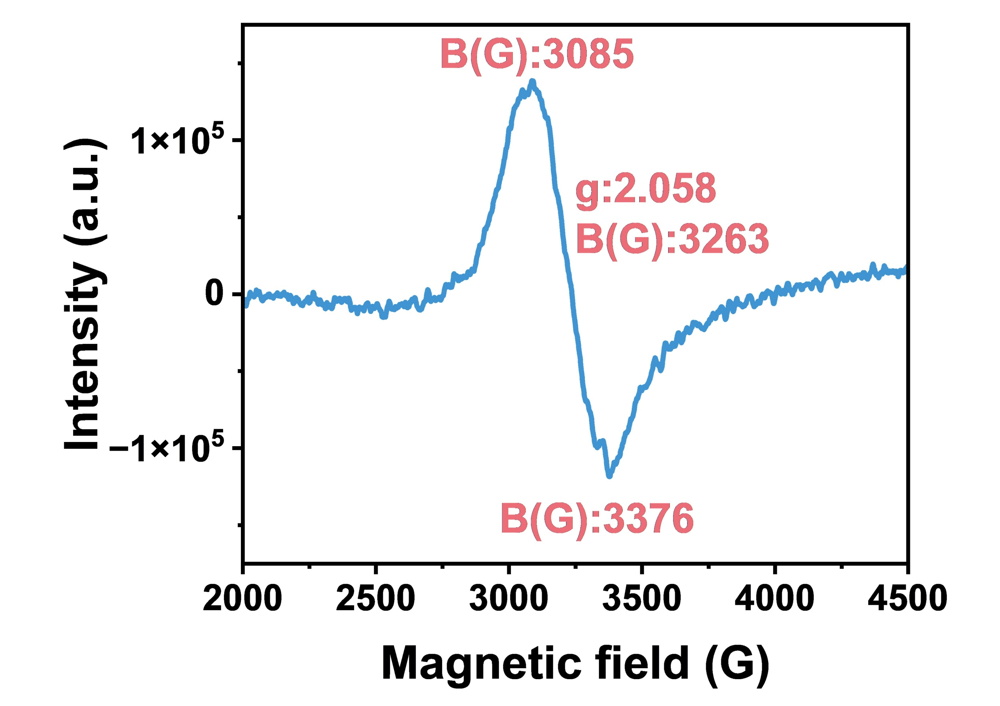 B(G):3085
1×10⁵
g:2.058
B(G):3263
0
−1×10⁵
B(G):3376
Intensity (a.u.)
2000 2500 3000 3500 4000 4500
Magnetic field (G)